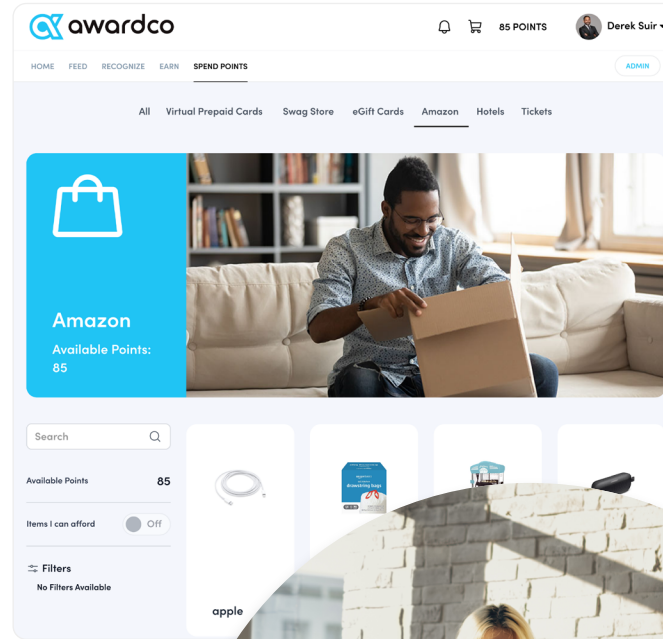 awardco
85 POINTS
Derek Suir
HOME FEED RECOGNIZE EARN SPEND POINTS
ADMIN
All Virtual Prepaid Cards Swag Store eGift Cards Amazon Hotels Tickets
Amazon
Available Points:
85
Search
Available Points 85
drawstring bags
Items I can afford Off
Filters
No Filters Available
apple